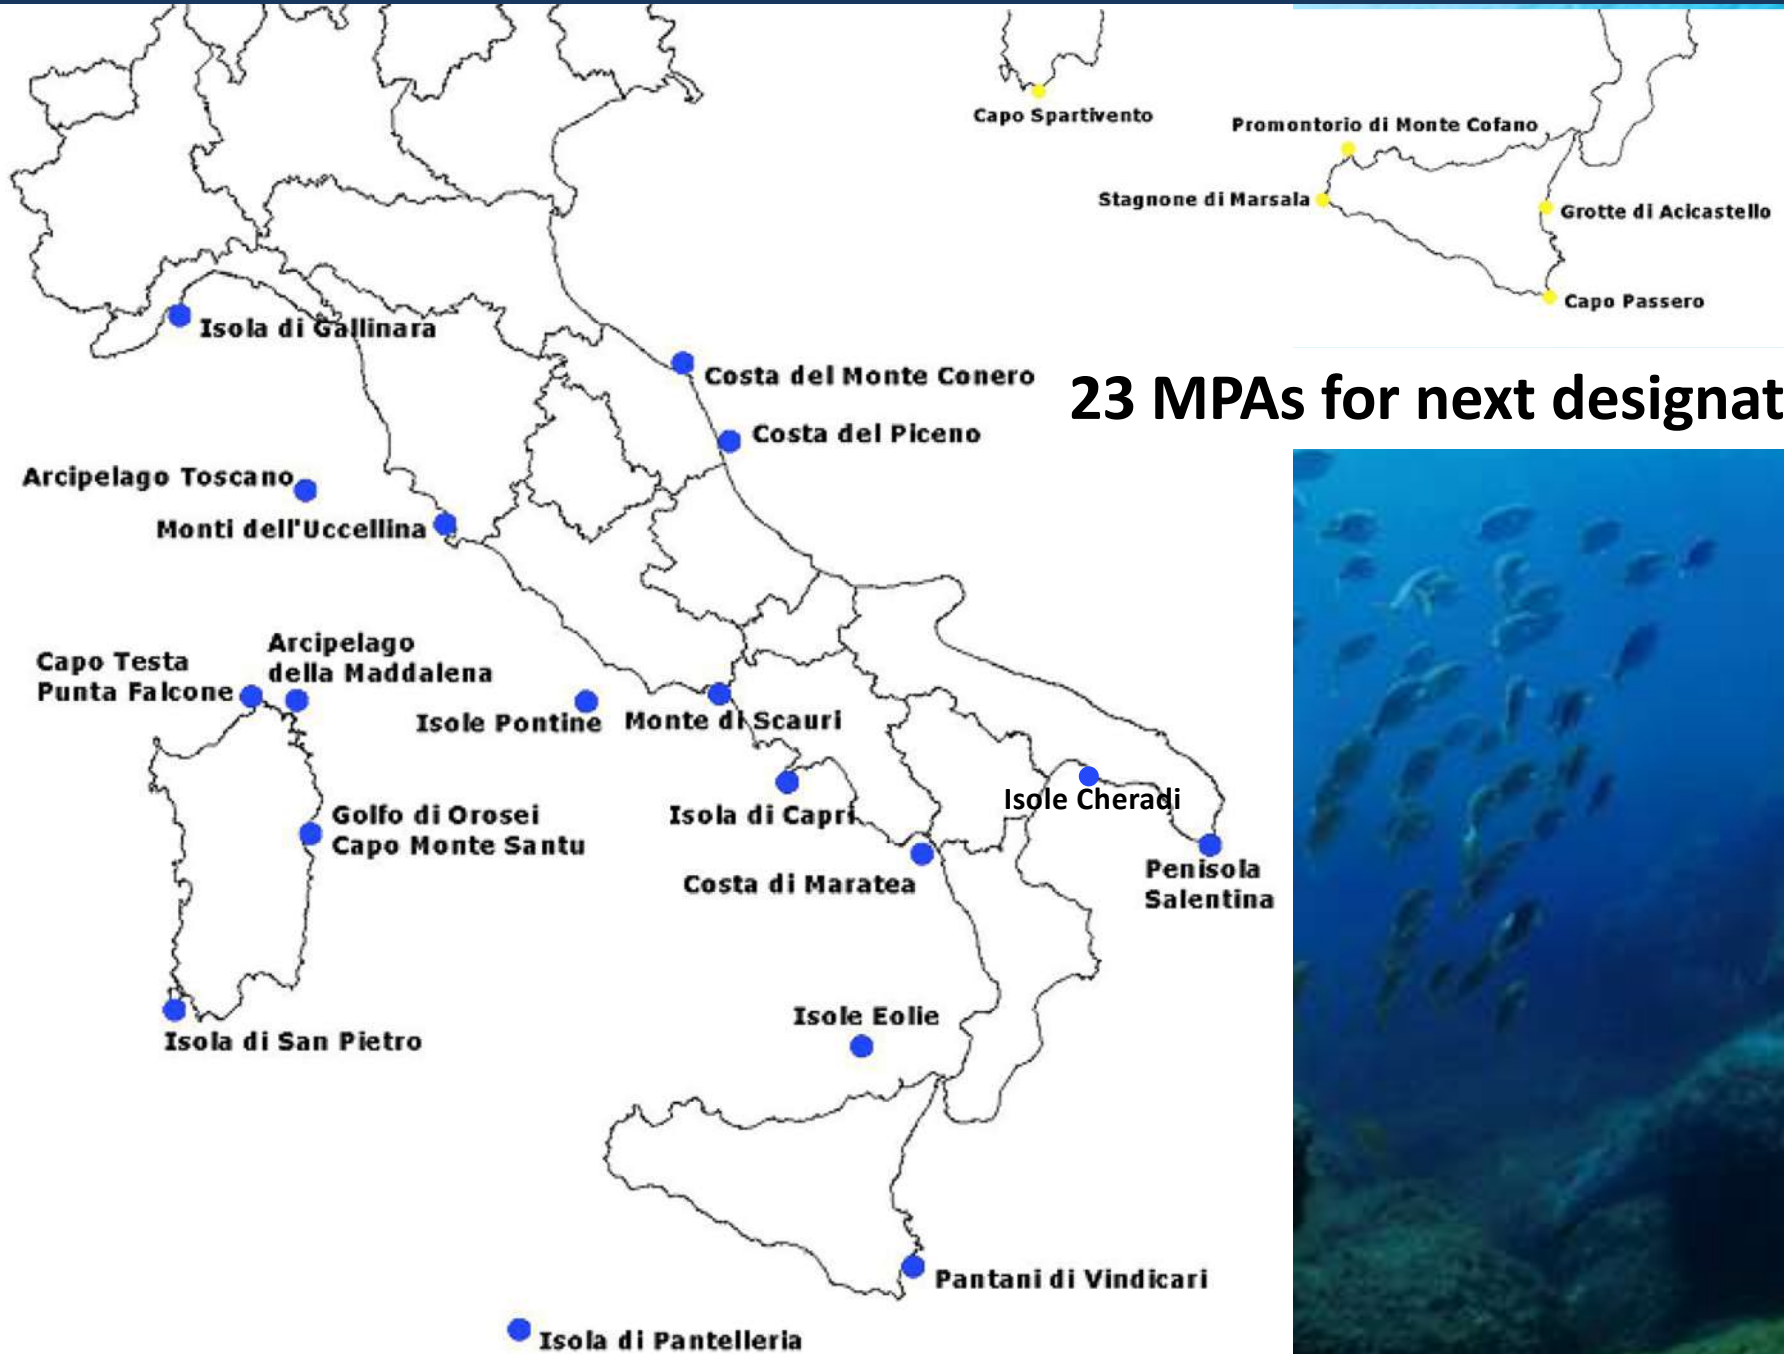 Capo Spartivento
Promontorio di Monte Cofano
Stagnone di Marsala
Grotte di Acicastello
Capo Passero
Isola di Gallinara
Costa del Monte Conero
23 MPAs for next designat
Costa del Piceno
Arcipelago Toscano
Monti dell'Uccellina
Arcipelago
della Maddalena
Capo Testa
Punta Falcone
Isole Pontine
Monte di Scauri
Isole Cheradi
Golfo di Orosei
Capo Monte Santu
Isola di Capri
Penisola
Salentina
Costa di Maratea
Isole Eolie
Isola di San Pietro
Pantani di Vindicari
Isola di Pantelleria